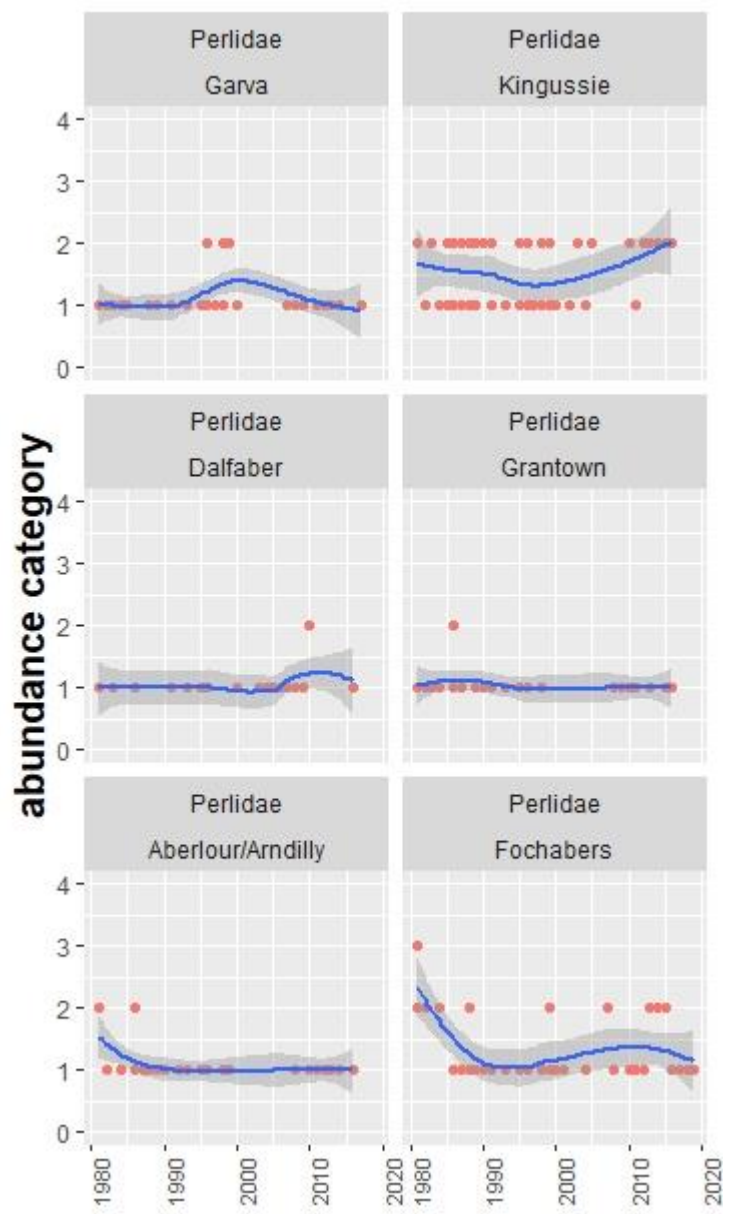 Perlidae
Garva
Perlidae
Kingussie
4
3
2
1
0
abundance category
Perlidae
Dalfaber
Perlidae
Grantown
4
3
2
1
0
Perlidae
Aberlour/Arndilly
Perlidae
Fochabers
4
3
2
1
0
1980
1990
2000
2010
2020
1980
1990
2000
2010
2020